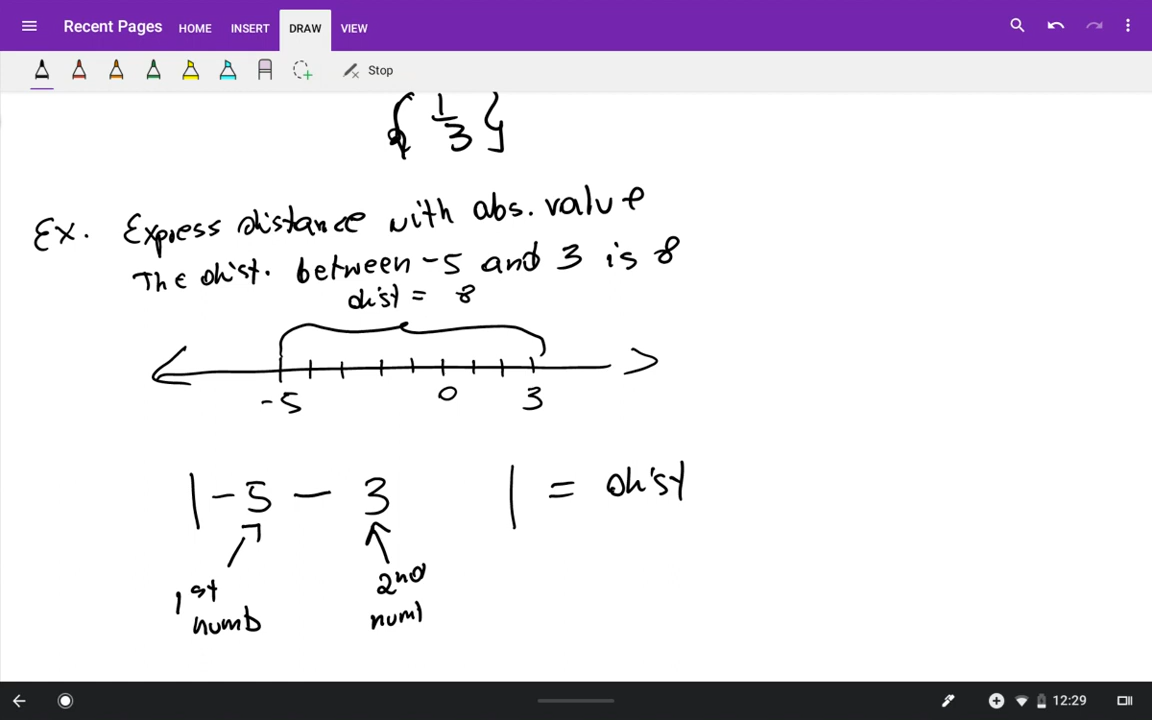 Recent Pages HOME INSERT DRAW VIEW
Stop
{ 1/3 }
Ex. Express distance with abs. value
The dist. between -5 and 3 is 8
dist = 8
-5 0 3
|-5 - 3 | = dist
1st 2nd
numb num
12:29